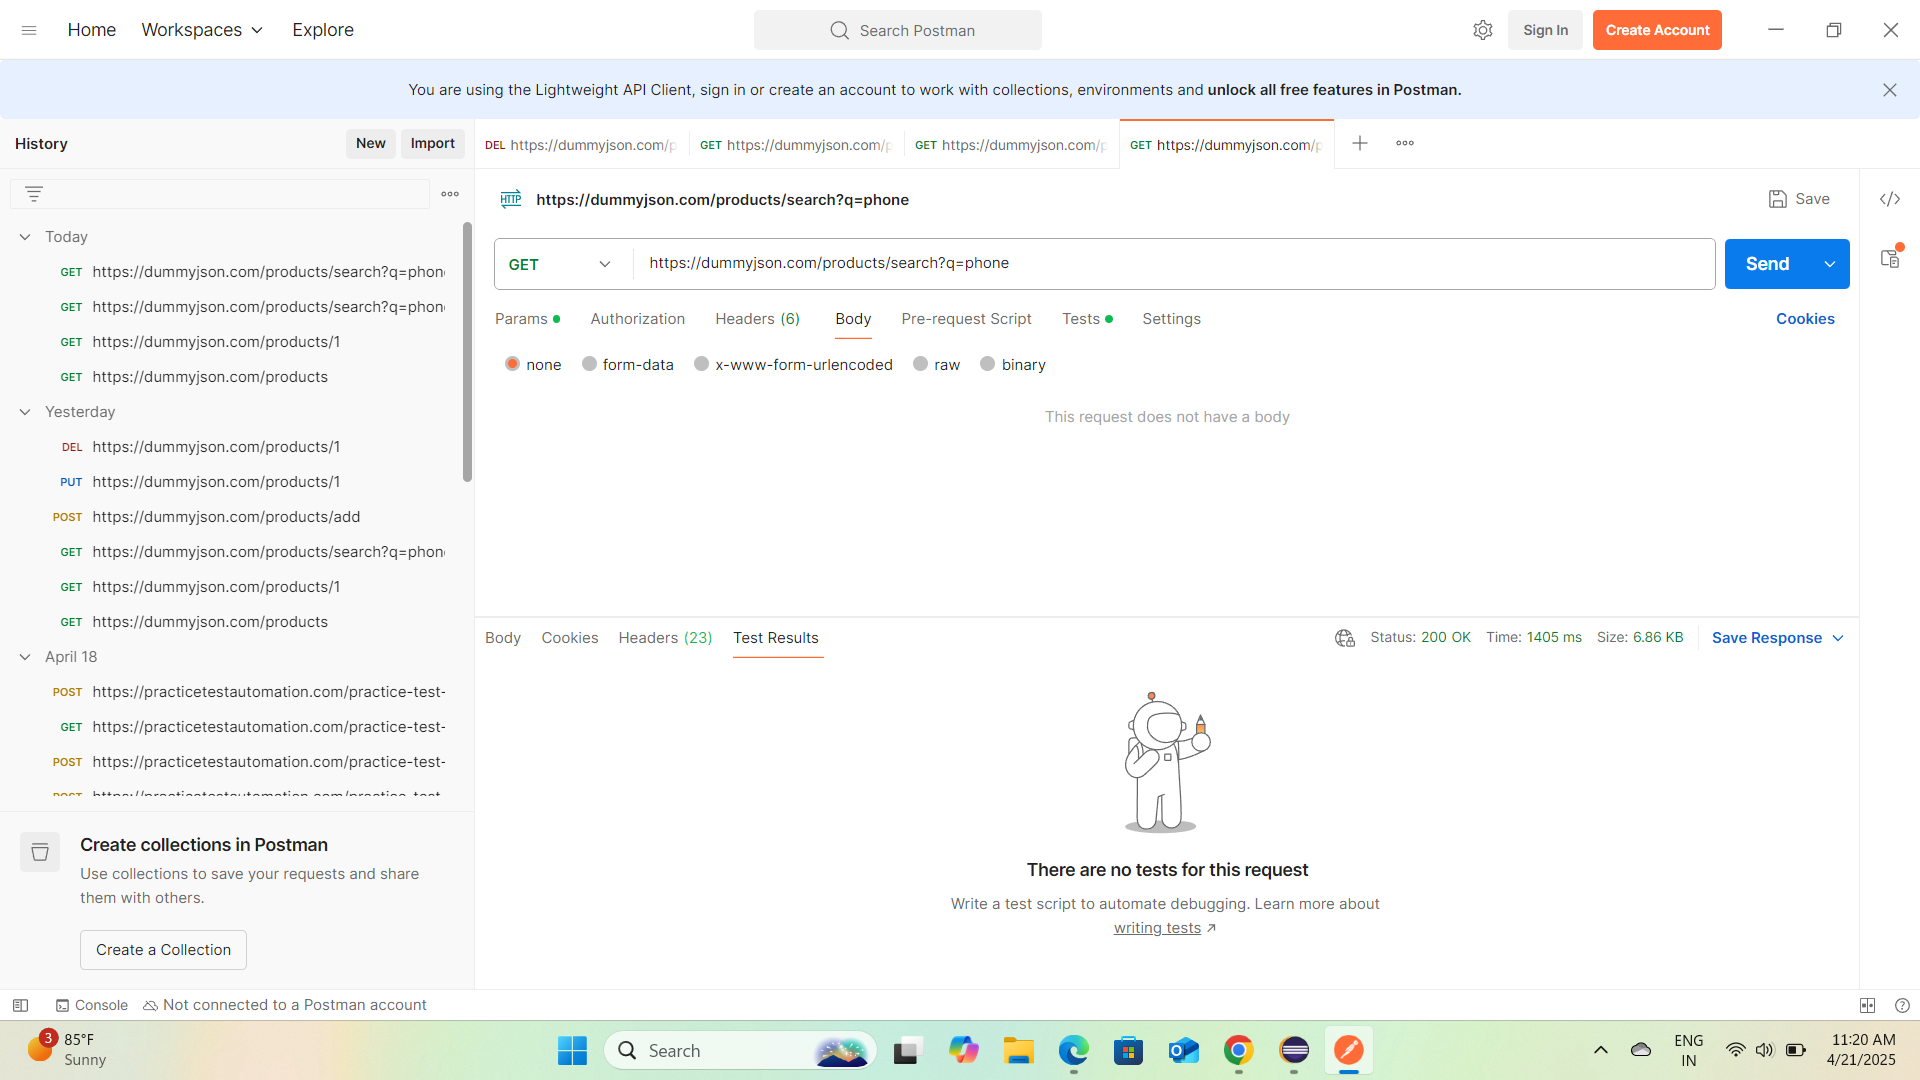 Home Workspaces Explore
Search Postman
Sign In Create Account
You are using the Lightweight API Client, sign in or create an account to work with collections, environments and unlock all free features in Postman.
History New Import
DEL https://dummyjson.com/p
GET https://dummyjson.com/p
GET https://dummyjson.com/p
GET https://dummyjson.com/p
Today
GET https://dummyjson.com/products/search?q=phon
GET https://dummyjson.com/products/search?q=phon
GET https://dummyjson.com/products/1
GET https://dummyjson.com/products
Yesterday
DEL https://dummyjson.com/products/1
PUT https://dummyjson.com/products/1
POST https://dummyjson.com/products/add
GET https://dummyjson.com/products/search?q=phon
GET https://dummyjson.com/products/1
GET https://dummyjson.com/products
April 18
POST https://practicetestautomation.com/practice-test-
GET https://practicetestautomation.com/practice-test-
POST https://practicetestautomation.com/practice-test-
POST https://practicetestautomation.com/practice-test-
Create collections in Postman
Use collections to save your requests and share
them with others.
Create a Collection
HTTP https://dummyjson.com/products/search?q=phone
Save
GET https://dummyjson.com/products/search?q=phone
Send
Params Authorization Headers (6) Body Pre-request Script Tests Settings Cookies
none form-data x-www-form-urlencoded raw binary
This request does not have a body
Body Cookies Headers (23) Test Results
Status: 200 OK Time: 1405 ms Size: 6.86 KB Save Response
There are no tests for this request
Write a test script to automate debugging. Learn more about
writing tests
Console Not connected to a Postman account
3
85°F
Sunny
Search
ENG
IN
11:20 AM
4/21/2025